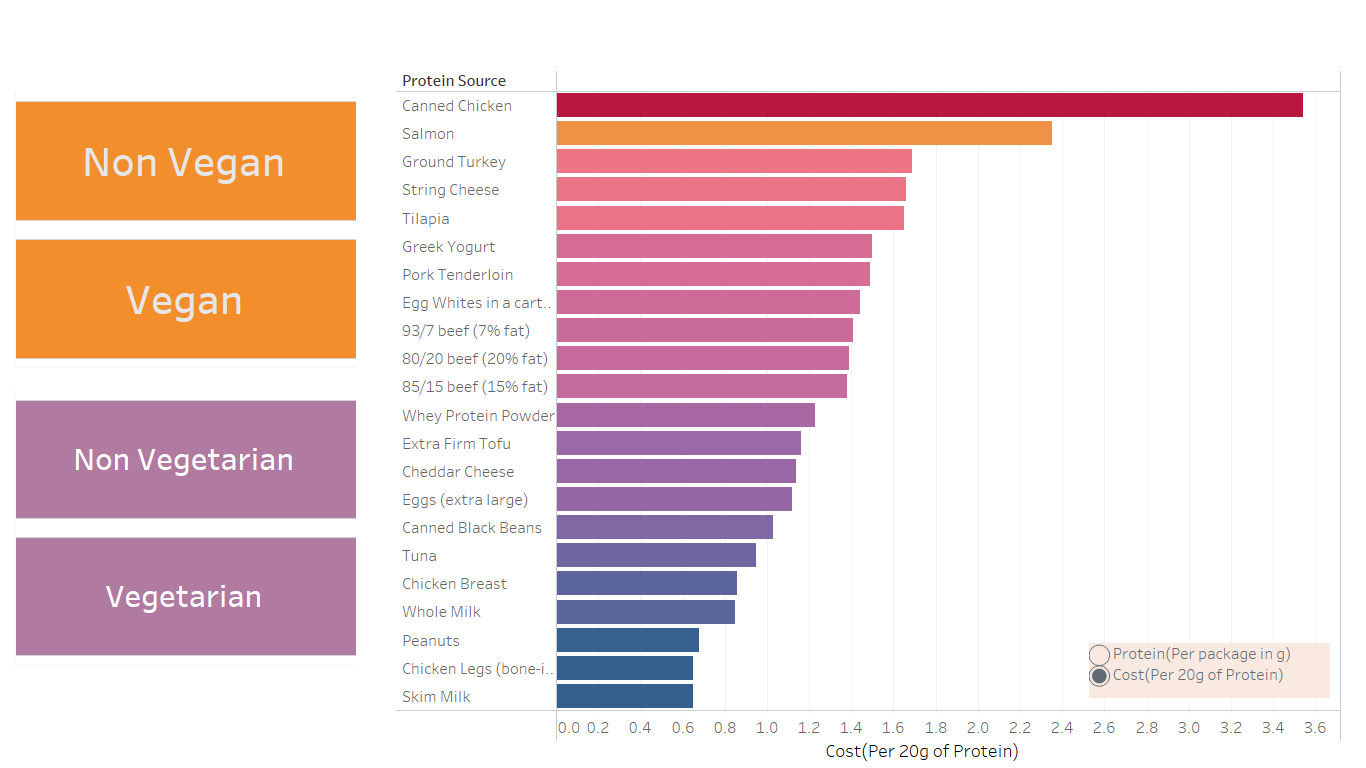 Non Vegan
Vegan
Non Vegetarian
Vegetarian
Protein Source
Canned Chicken
Salmon
Ground Turkey
String Cheese
Tilapia
Greek Yogurt
Pork Tenderloin
Egg Whites in a cart..
93/7 beef (7% fat)
80/20 beef (20% fat)
85/15 beef (15% fat)
Whey Protein Powder
Extra Firm Tofu
Cheddar Cheese
Eggs (extra large)
Canned Black Beans
Tuna
Chicken Breast
Whole Milk
Peanuts
Chicken Legs (bone-i..
Skim Milk
Protein(Per package in g)
Cost(Per 20g of Protein)
0.0 0.2 0.4 0.6 0.8 1.0 1.2 1.4 1.6 1.8 2.0 2.2 2.4 2.6 2.8 3.0 3.2 3.4 3.6
Cost(Per 20g of Protein)